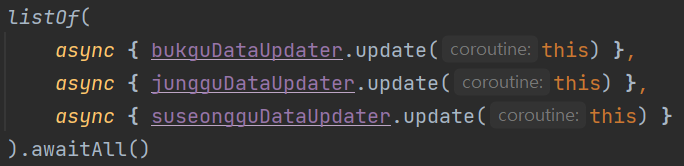 listOf(
async { bukguDataUpdater.update( coroutine: this) },
async { jungguDataUpdater.update( coroutine: this) },
async { suseongguDataUpdater.update( coroutine: this) }
).awaitAll()